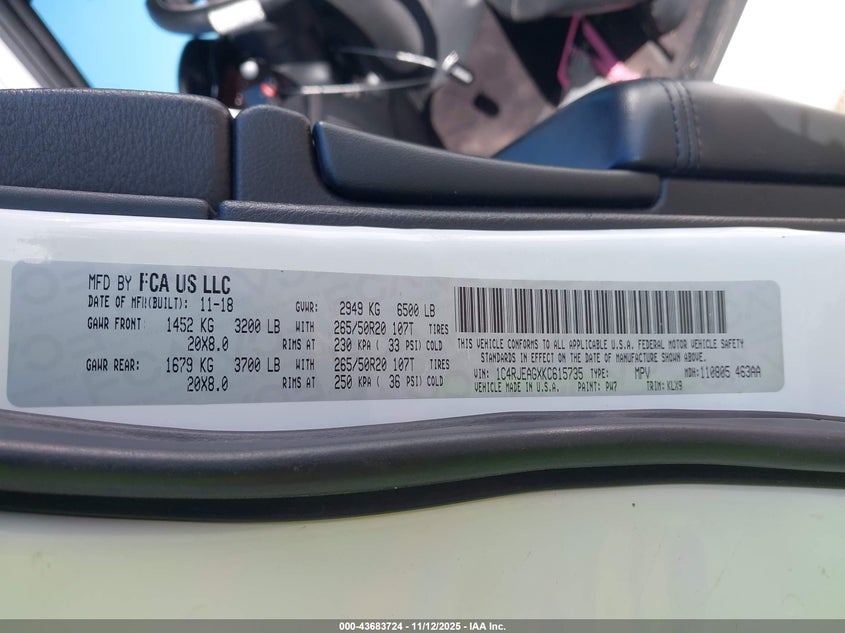 MFD BY FCA US LLC
DATE OF MFR(BUILT): 11-18 GVWR: 2949 KG 6500 LB
GAWR FRONT: 1452 KG 3200 LB WITH 265/50R20 107T TIRES
20X8.0 RIMS AT 230 KPA ( 33 PSI) COLD
GAWR REAR: 1679 KG 3700 LB WITH 265/50R20 107T TIRES
20X8.0 RIMS AT 250 KPA ( 36 PSI) COLD
THIS VEHICLE CONFORMS TO ALL APPLICABLE U.S.A. FEDERAL MOTOR VEHICLE SAFETY
STANDARDS IN EFFECT ON THE DATE OF MANUFACTURE SHOWN ABOVE.
VIN: 1C4RJEAGXKC615735 TYPE: MPV MDH: 110805 463AA
VEHICLE MADE IN U.S.A. PAINT: PW7 TRIM: KLX9
000-43683724 - 11/12/2025 - IAA Inc.